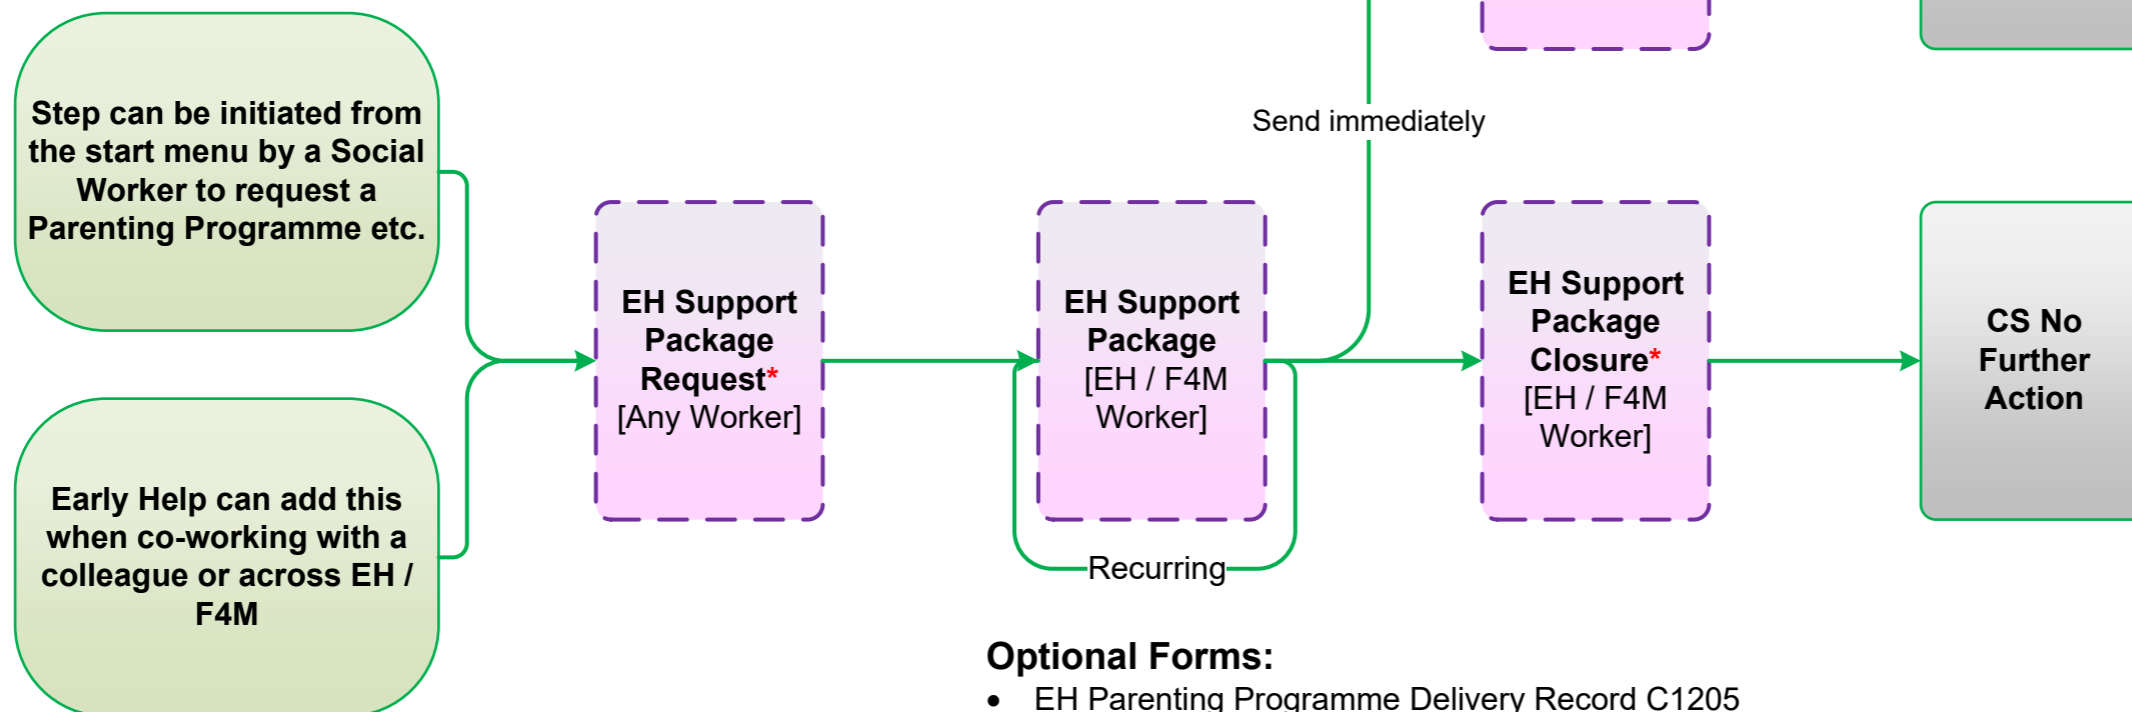 Step can be initiated from
the start menu by a Social
Worker to request a
Parenting Programme etc.
Early Help can add this
when co-working with a
colleague or across EH /
F4M
EH Support
Package
Request*
[Any Worker]
EH Support
Package
[EH / F4M
Worker]
Recurring
Send immediately
EH Support
Package
Closure*
[EH / F4M
Worker]
CS No
Further
Action
Optional Forms:
• EH Parenting Programme Delivery Record C1205